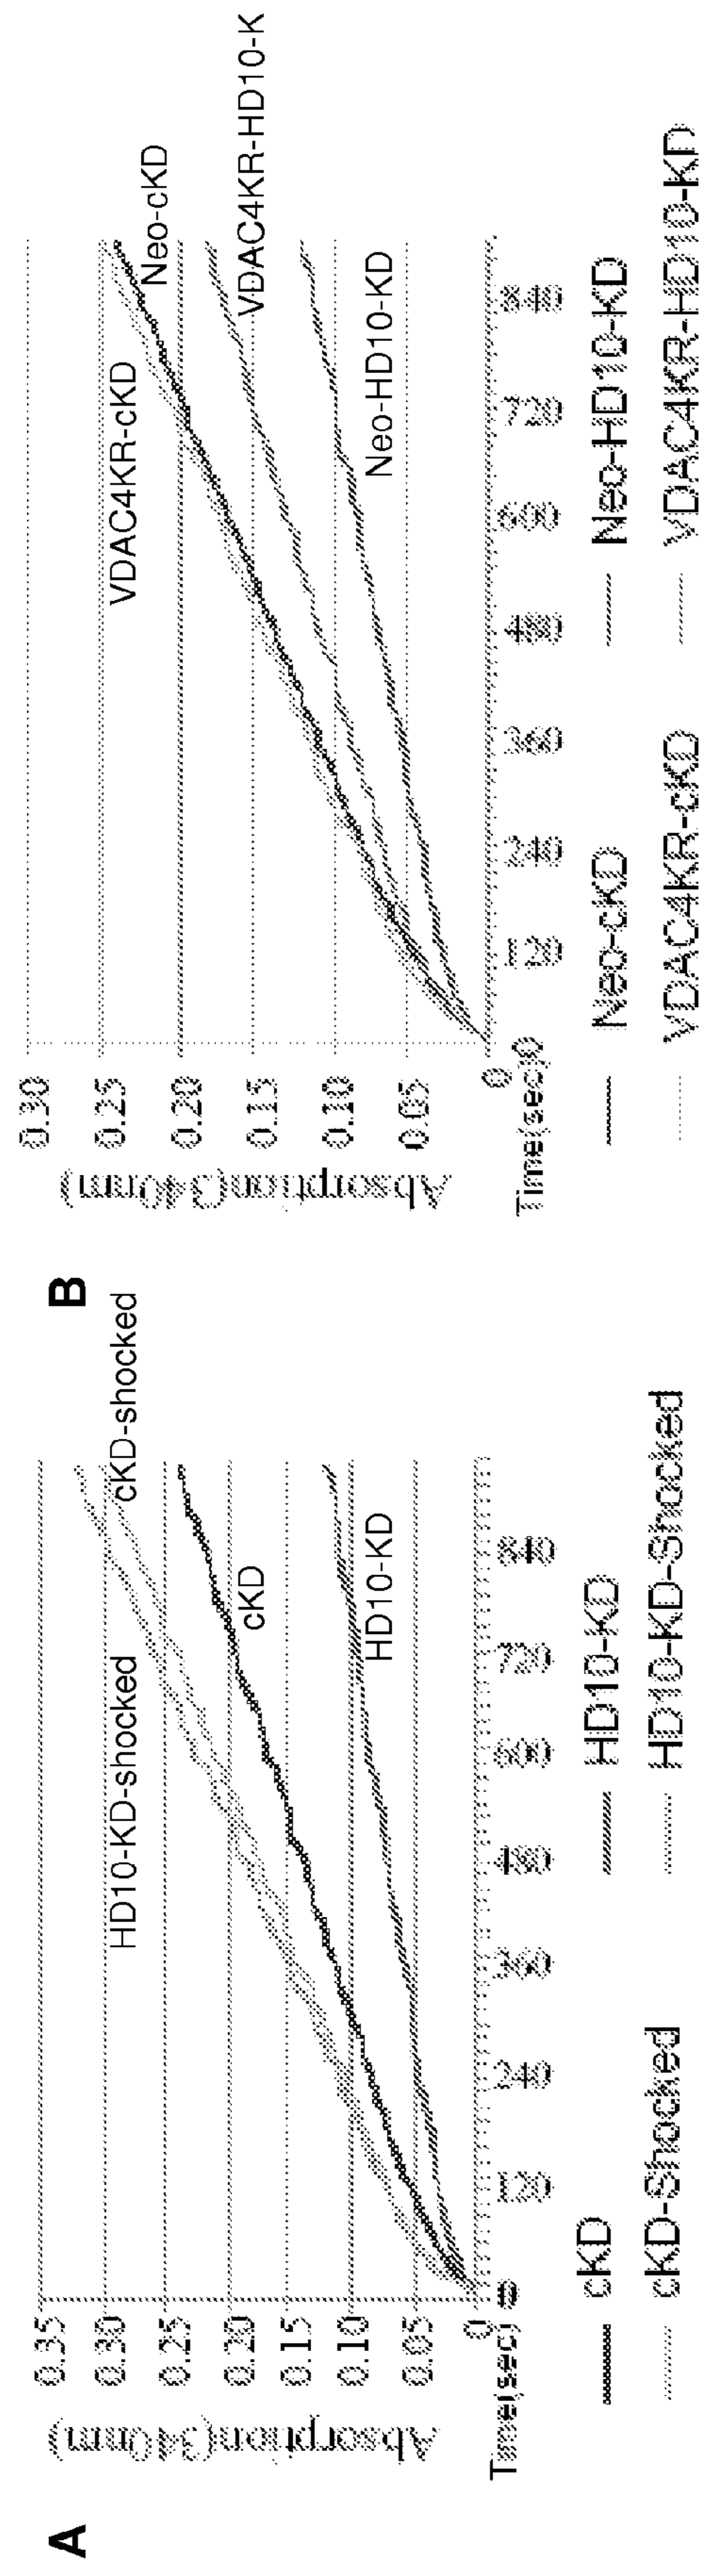 A
Absorption(340nm)
0.35
0.30
0.25
0.20
0.15
0.10
0.05
0
Time(sec)
0
120
240
360
480
600
720
840
HD10-KD-shocked
cKD-shocked
cKD
HD10-KD
cKD
HD10-KD
cKD-Shocked
HD10-KD-Shocked
B
Absorption(340nm)
0.30
0.25
0.20
0.15
0.10
0.05
0
Time(sec)
0
120
240
360
480
600
720
840
VDAC4KR-cKD
Neo-cKD
VDAC4KR-HD10-K
Neo-HD10-KD
Neo-cKD
Neo-HD10-KD
VDAC4KR-cKD
VDAC4KR-HD10-KD